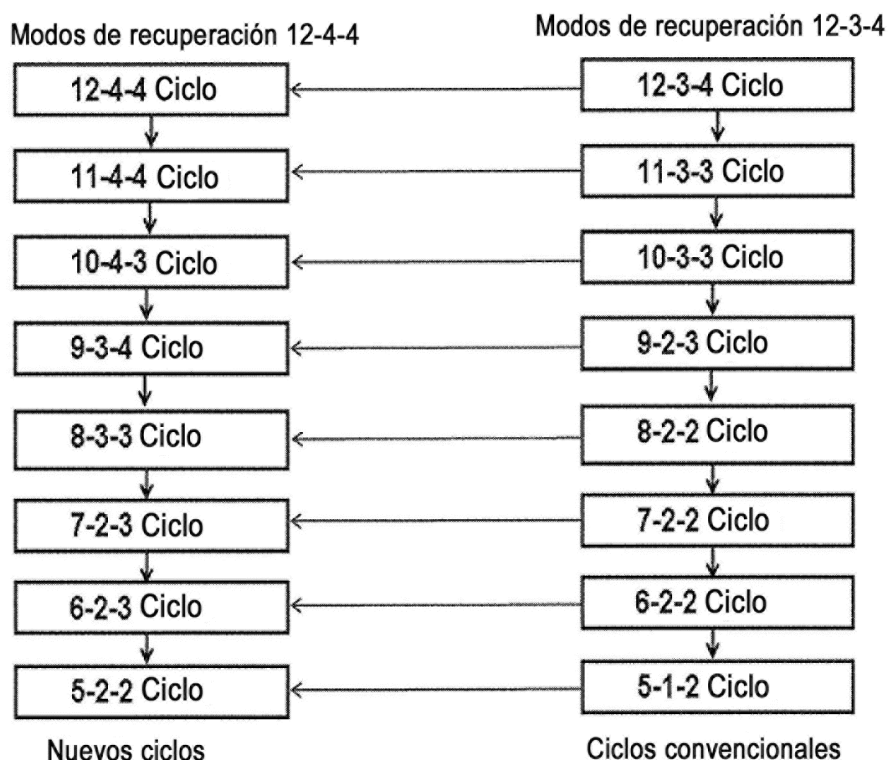 Modos de recuperación 12-4-4
12-4-4 Ciclo
11-4-4 Ciclo
10-4-3 Ciclo
9-3-4 Ciclo
8-3-3 Ciclo
7-2-3 Ciclo
6-2-3 Ciclo
5-2-2 Ciclo
Nuevos ciclos
Modos de recuperación 12-3-4
12-3-4 Ciclo
11-3-3 Ciclo
10-3-3 Ciclo
9-2-3 Ciclo
8-2-2 Ciclo
7-2-2 Ciclo
6-2-2 Ciclo
5-1-2 Ciclo
Ciclos convencionales